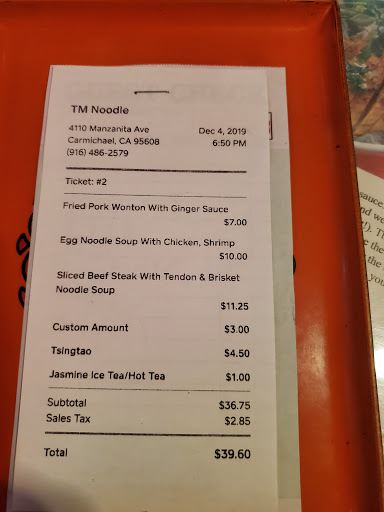 TM Noodle
4110 Manzanita Ave
Carmichael, CA 95608
(916) 486-2579
Dec 4, 2019
6:50 PM
Ticket: #2
Fried Pork Wonton With Ginger Sauce
$7.00
Egg Noodle Soup With Chicken, Shrimp
$10.00
Sliced Beef Steak With Tendon & Brisket
Noodle Soup
$11.25
Custom Amount $3.00
Tsingtao $4.50
Jasmine Ice Tea/Hot Tea $1.00
Subtotal $36.75
Sales Tax $2.85
Total $39.60
sauce.